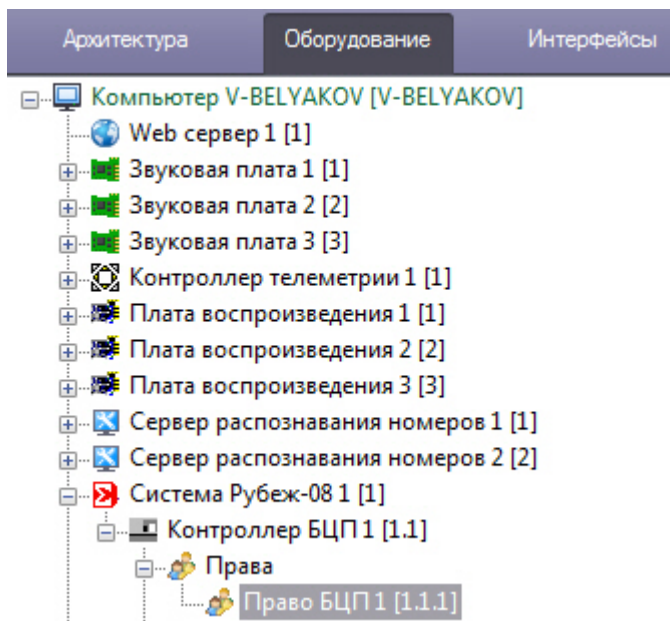 Архитектура Оборудование Интерфейсы
Компьютер V-BELYAKOV [V-BELYAKOV]
Web сервер 1 [1]
Звуковая плата 1 [1]
Звуковая плата 2 [2]
Звуковая плата 3 [3]
Контроллер телеметрии 1 [1]
Плата воспроизведения 1 [1]
Плата воспроизведения 2 [2]
Плата воспроизведения 3 [3]
Сервер распознавания номеров 1 [1]
Сервер распознавания номеров 2 [2]
Система Рубеж-08 1 [1]
Контроллер БЦП 1 [1.1]
Права
Право БЦП 1 [1.1.1]